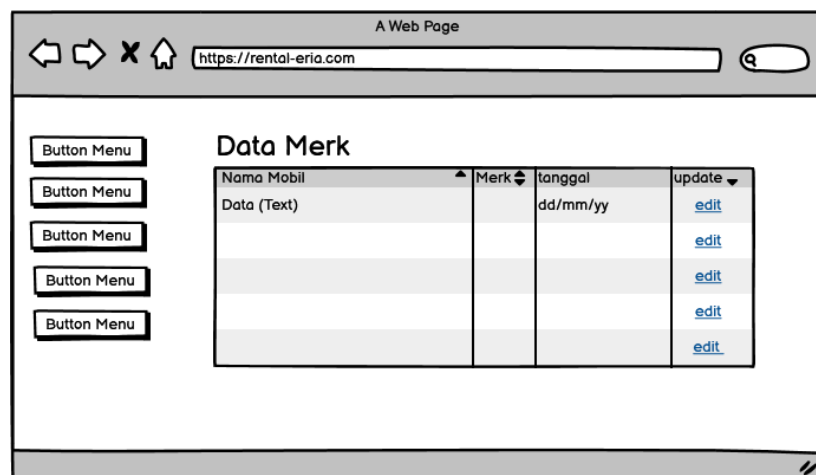 A Web Page
https://rental-eria.com
Button Menu
Button Menu
Button Menu
Button Menu
Button Menu
Data Merk
Nama Mobil Merk tanggal update
Data (Text) dd/mm/yy edit
edit
edit
edit
edit